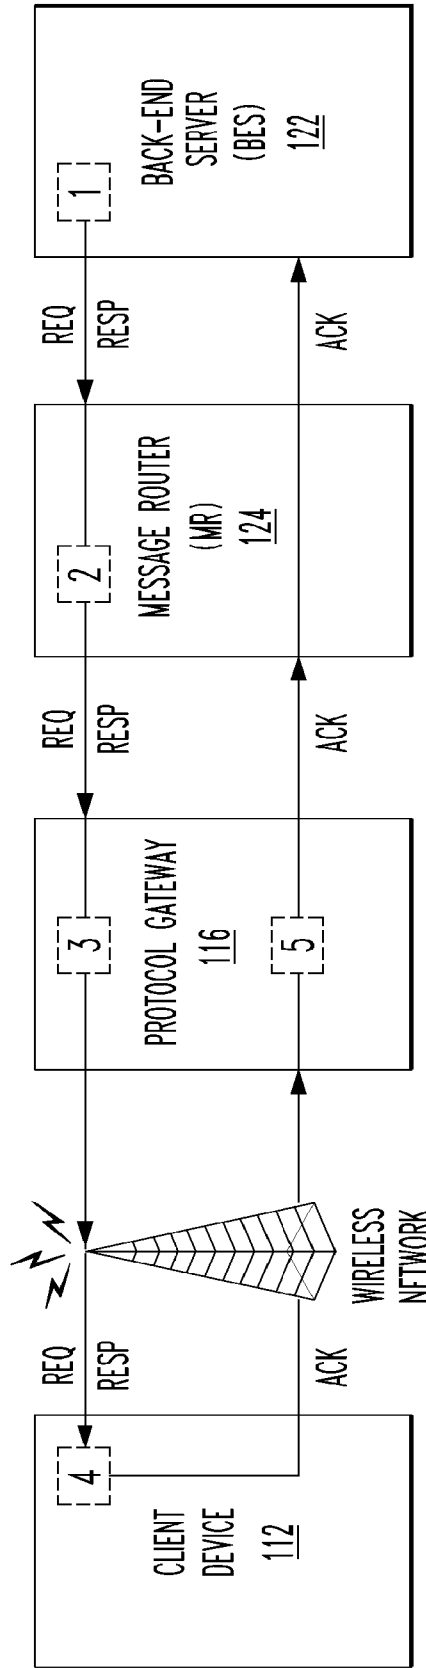 4
CLIENT
DEVICE
112
REQ
RESP
ACK
WIRELESS
NETWORK
3
PROTOCOL GATEWAY
116
5
REQ
RESP
ACK
2
MESSAGE ROUTER
(MR)
124
REQ
RESP
ACK
1
BACK-END
SERVER
(BES)
122